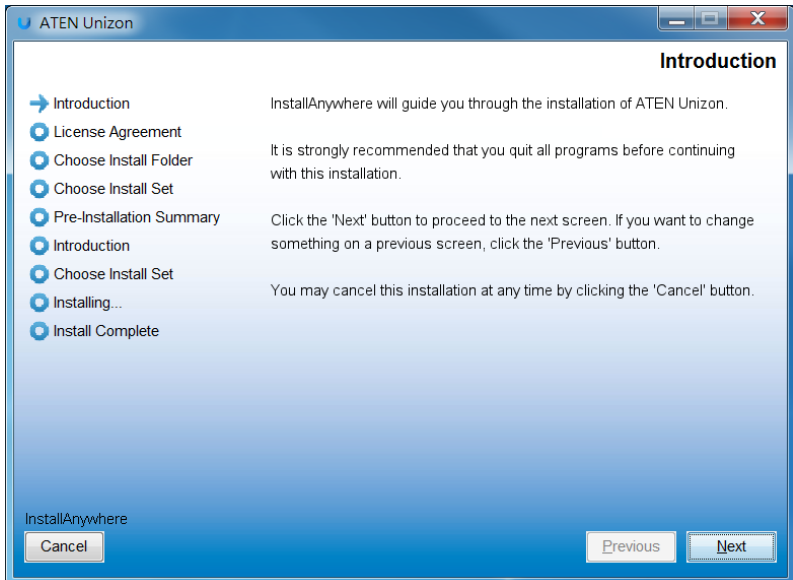 ATEN Unizon
Introduction
Introduction
License Agreement
Choose Install Folder
Choose Install Set
Pre-Installation Summary
Introduction
Choose Install Set
Installing...
Install Complete
InstallAnywhere will guide you through the installation of ATEN Unizon.
It is strongly recommended that you quit all programs before continuing
with this installation.
Click the 'Next' button to proceed to the next screen. If you want to change
something on a previous screen, click the 'Previous' button.
You may cancel this installation at any time by clicking the 'Cancel' button.
InstallAnywhere
Cancel
Previous
Next